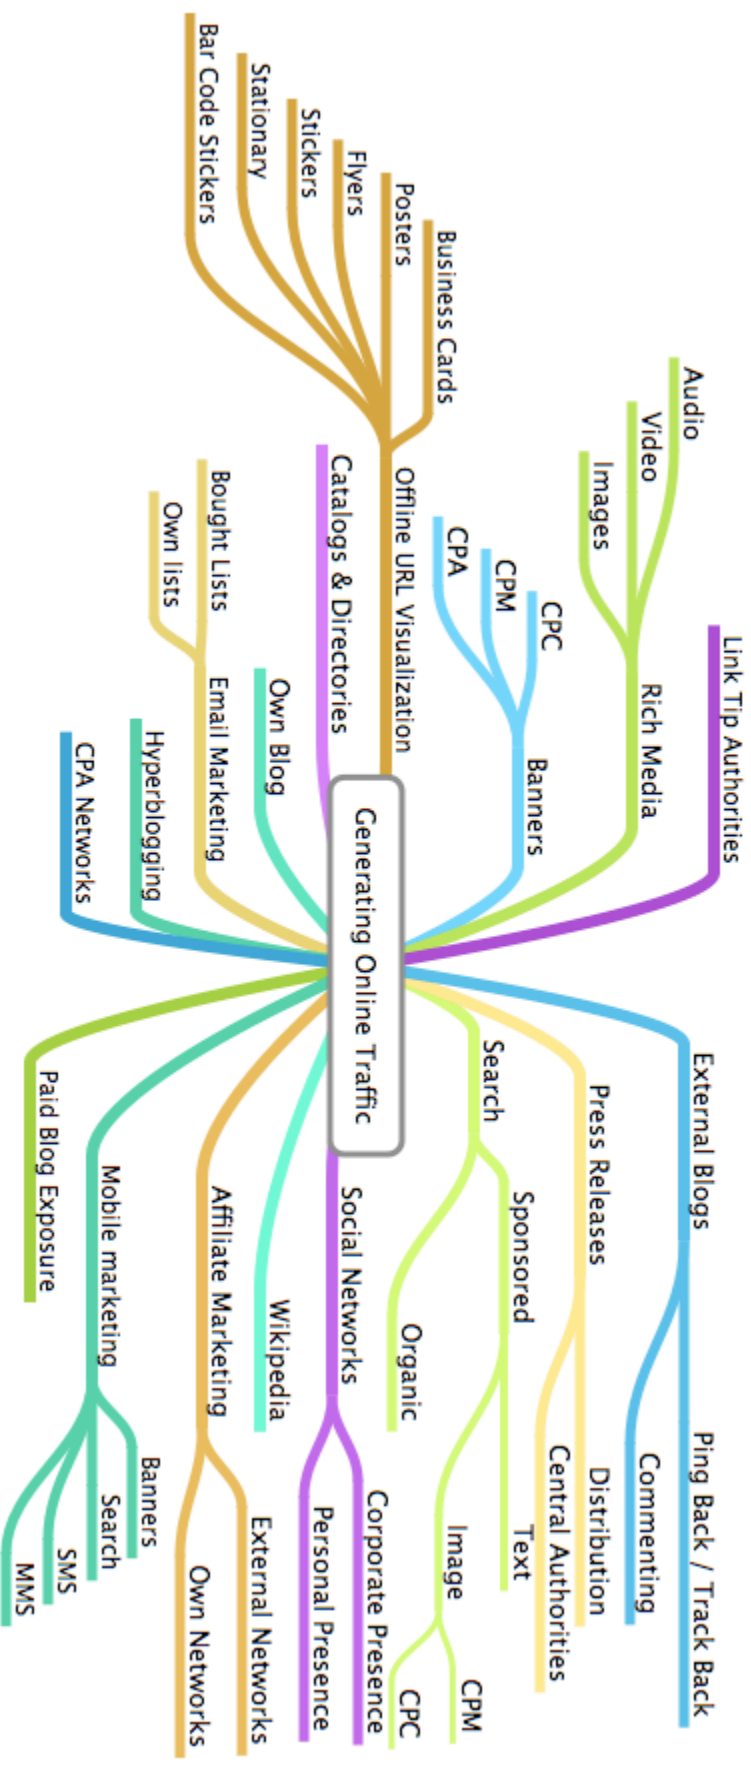 Generating Online Traffic
Link Tip Authorities
Rich Media
Audio
Video
Images
Banners
CPC
CPM
CPA
Offline URL Visualization
Business Cards
Posters
Flyers
Stickers
Stationary
Bar Code Stickers
Catalogs & Directories
Own Blog
Email Marketing
Bought Lists
Own lists
Hyperblogging
CPA Networks
External Blogs
Ping Back / Track Back
Commenting
Press Releases
Distribution
Central Authorities
Search
Sponsored
Text
Image
CPM
CPC
Organic
Social Networks
Corporate Presence
Personal Presence
Wikipedia
Affiliate Marketing
External Networks
Own Networks
Mobile marketing
Banners
Search
SMS
MMS
Paid Blog Exposure